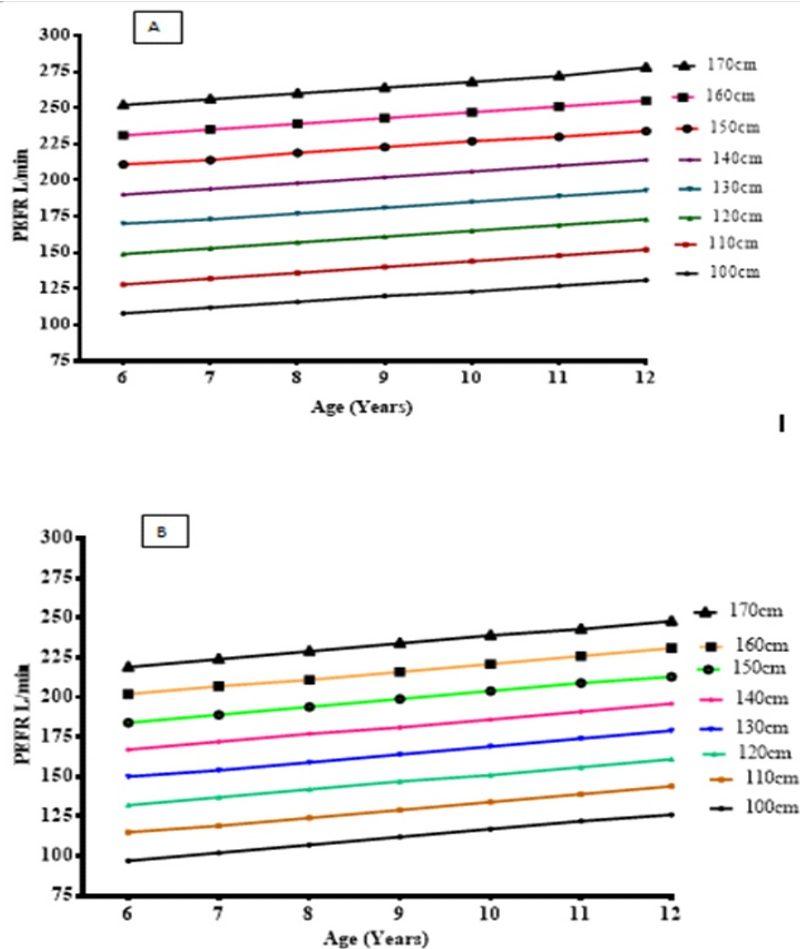 A
300
275
250
225
200
175
150
125
100
75
PEFR L/min
6 7 8 9 10 11 12
Age (Years)
170cm
160cm
150cm
140cm
130cm
120cm
110cm
100cm
I
B
300
275
250
225
200
175
150
125
100
75
PEFR L/min
6 7 8 9 10 11 12
Age (Years)
170cm
160cm
150cm
140cm
130cm
120cm
110cm
100cm